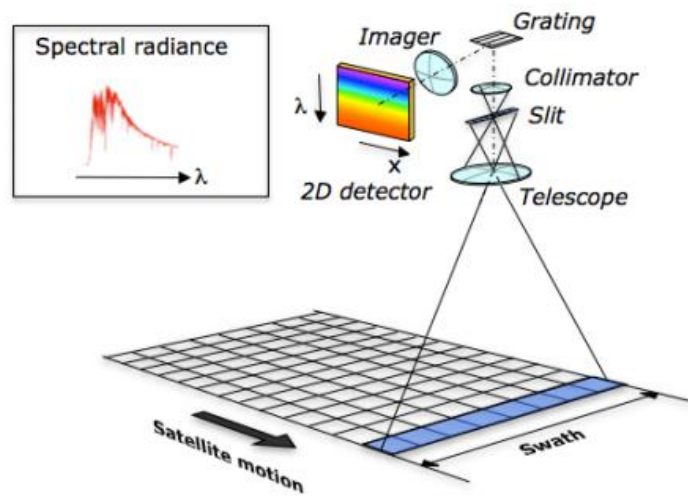 Spectral radiance
λ
Imager
Grating
Collimator
Slit
λ
x
2D detector
Telescope
Satellite motion
Swath